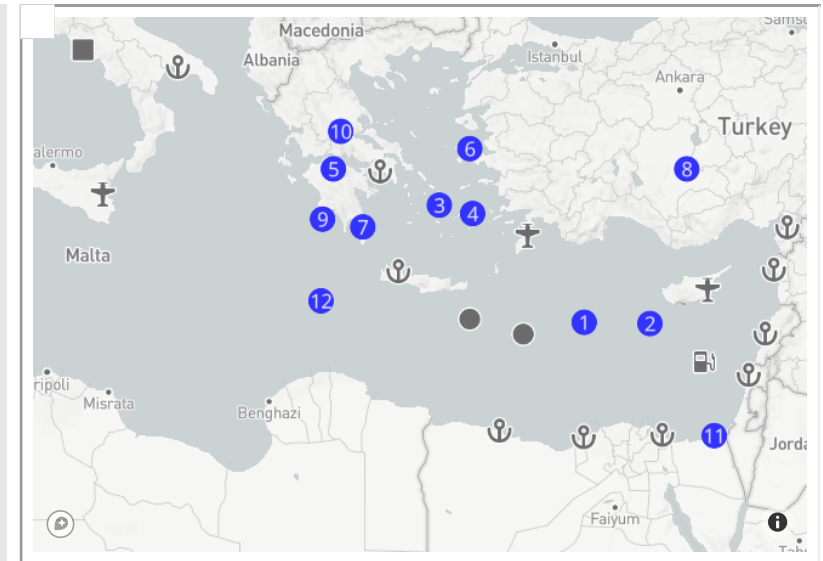 Macedonia
Samsu
Albania
Istanbul
Ankara
Turkey
10
6
alermo
5
8
3
4
9
7
Malta
12
1
2
ripoli
Misrata
Benghazi
11
Jorda
Faiyum
Tab